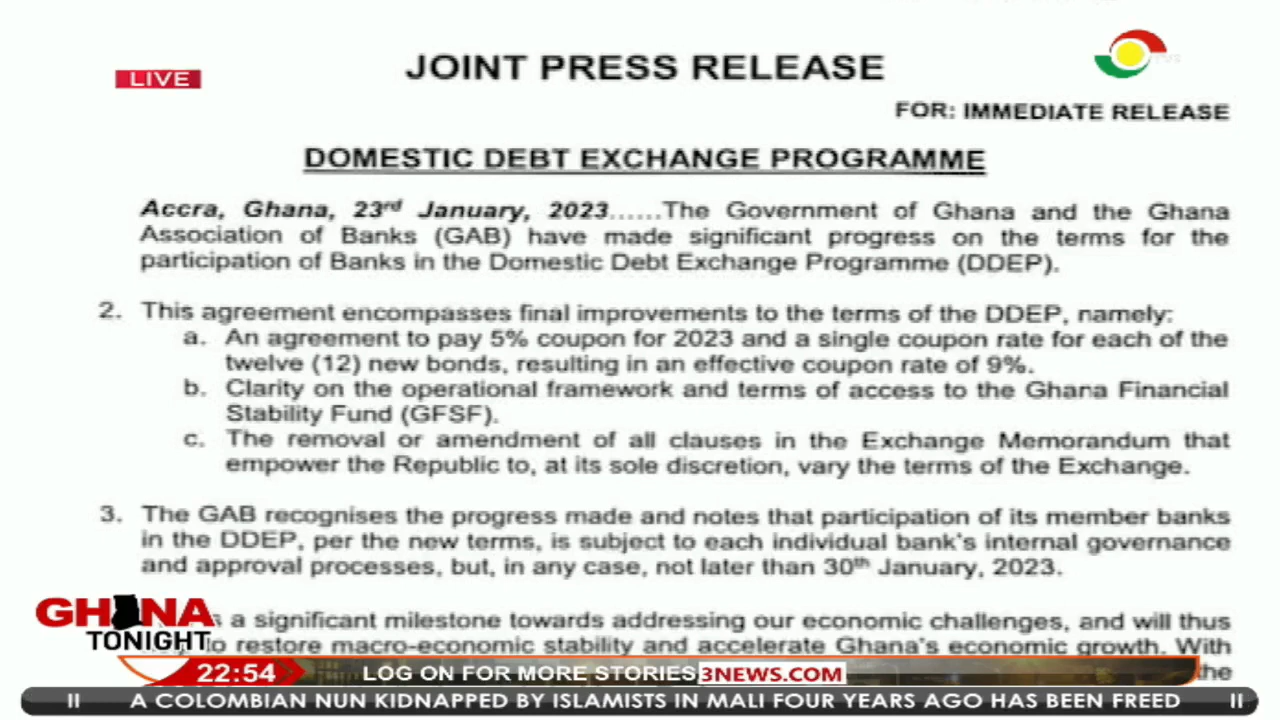 JOINT PRESS RELEASE
LIVE
FOR: IMMEDIATE RELEASE
DOMESTIC DEBT EXCHANGE PROGRAMME
Accra, Ghana, 23rd January, 2023......The Government of Ghana and the Ghana
Association of Banks (GAB) have made significant progress on the terms for the
participation of Banks in the Domestic Debt Exchange Programme (DDEP).
2. This agreement encompasses final improvements to the terms of the DDEP, namely:
a. An agreement to pay 5% coupon for 2023 and a single coupon rate for each of the
twelve (12) new bonds, resulting in an effective coupon rate of 9%.
b. Clarity on the operational framework and terms of access to the Ghana Financial
Stability Fund (GFSF).
c. The removal or amendment of all clauses in the Exchange Memorandum that
empower the Republic to, at its sole discretion, vary the terms of the Exchange.
3. The GAB recognises the progress made and notes that participation of its member banks
in the DDEP, per the new terms, is subject to each individual bank's internal governance
and approval processes, but, in any case, not later than 30th January, 2023.
a significant milestone towards addressing our economic challenges, and will thus
restore macro-economic stability and accelerate Ghana's economic growth. With
the
GHANA
TONIGHT
22:54
LOG ON FOR MORE STORIES 3NEWS.COM
A COLOMBIAN NUN KIDNAPPED BY ISLAMISTS IN MALI FOUR YEARS AGO HAS BEEN FREED